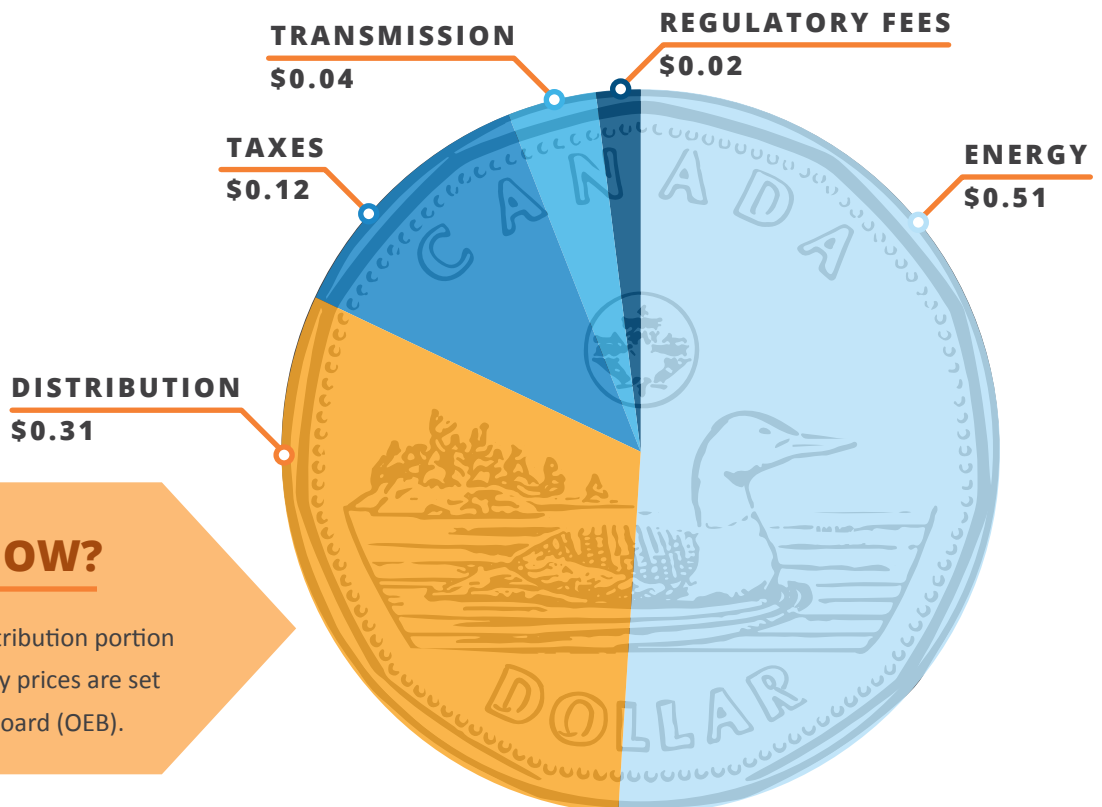 TRANSMISSION
$0.04
REGULATORY FEES
$0.02
TAXES
$0.12
ENERGY
$0.51
CANADA
DISTRIBUTION
$0.31
OW?
tribution portion
y prices are set
oard (OEB).
DOLLAR